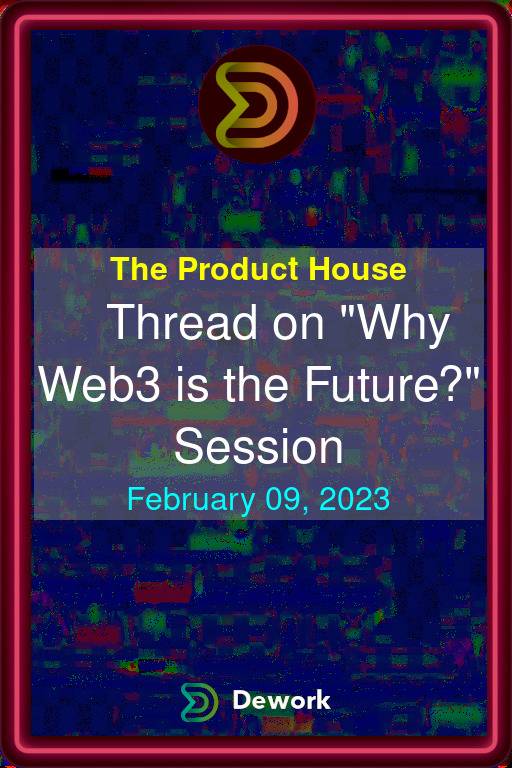 The Product House
Thread on "Why
Web3 is the Future?"
Session
February 09, 2023
Dework